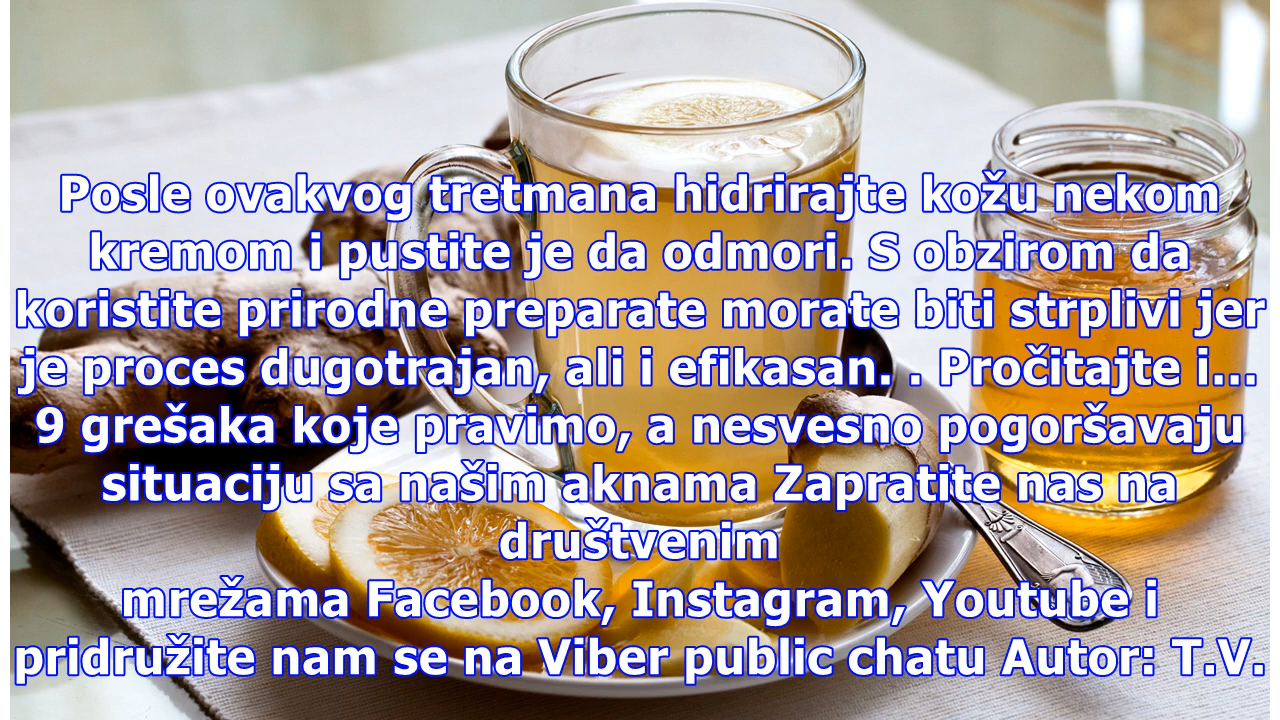 Posle ovakvog tretmana hidrirajte kožu nekom
kremom i pustite je da odmori. S obzirom da
koristite prirodne preparate morate biti strplivi jer
je proces dugotrajan, ali i efikasan. . Pročitajte i...
9 grešaka koje pravimo, a nesvesno pogoršavaju
situaciju sa našim aknama Zapratite nas na
društvenim
mrežama Facebook, Instagram, Youtube i
pridružite nam se na Viber public chatu Autor: T.V.